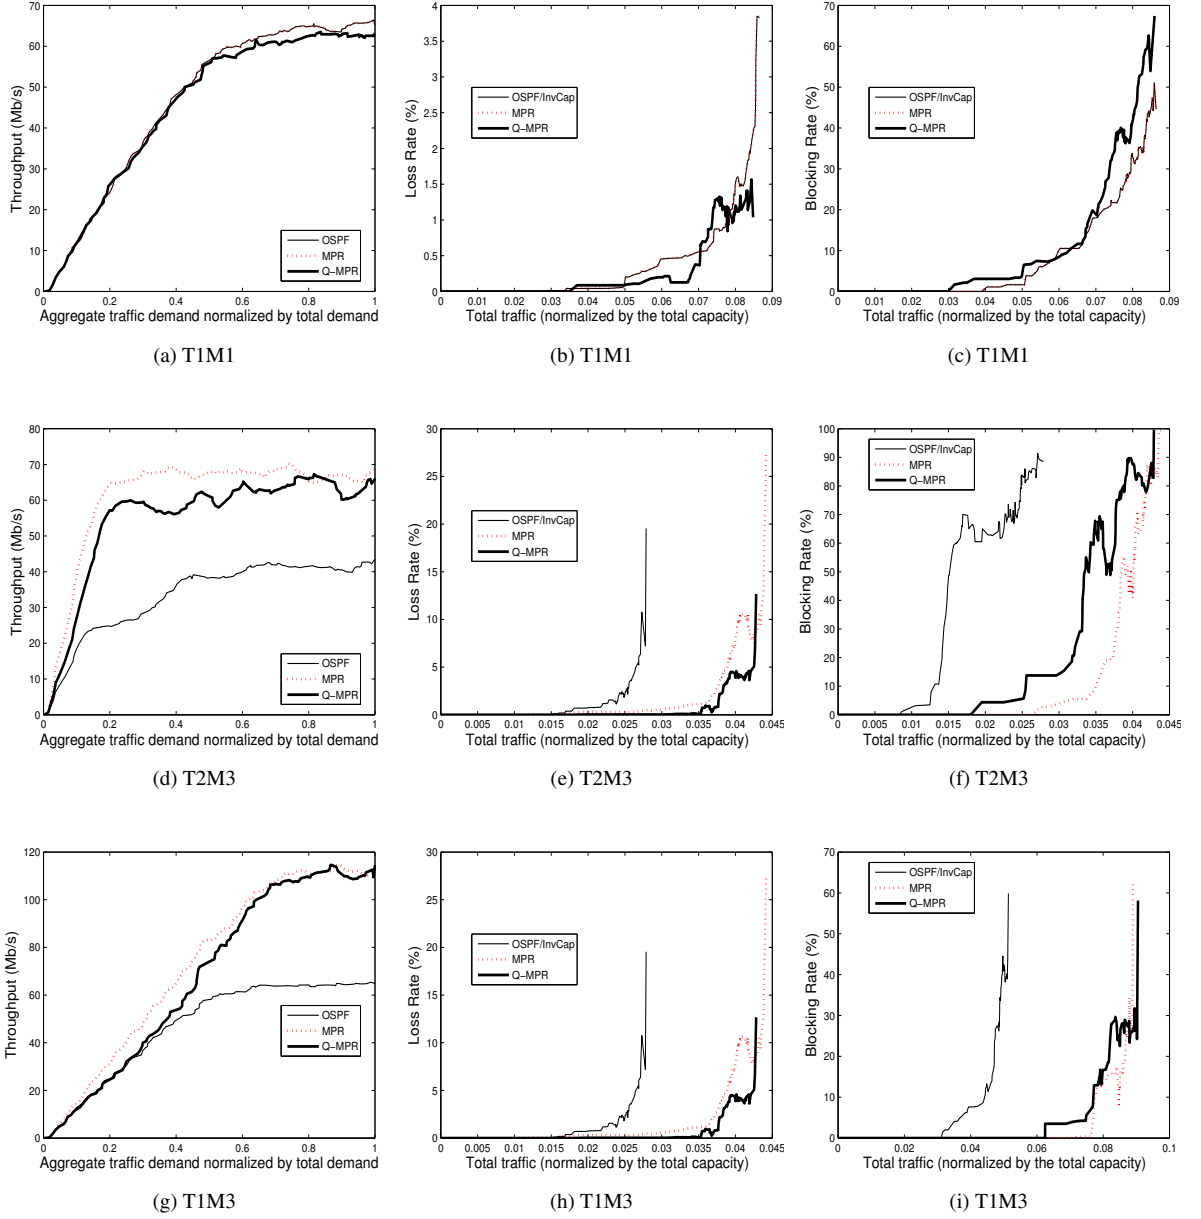 70
60
50
40
30
20
10
0
0
0.2
0.4
0.6
0.8
1
Throughput (Mb/s)
Aggregate traffic demand normalized by total demand
OSPF
MPR
Q−MPR
(a) T1M1
4
3.5
3
2.5
2
1.5
1
0.5
0
0
0.01
0.02
0.03
0.04
0.05
0.06
0.07
0.08
0.09
Loss Rate (%)
Total traffic (normalized by the total capacity)
OSPF/InvCap
MPR
Q−MPR
(b) T1M1
70
60
50
40
30
20
10
0
0
0.01
0.02
0.03
0.04
0.05
0.06
0.07
0.08
0.09
Blocking Rate (%)
Total traffic (normalized by the total capacity)
OSPF/InvCap
MPR
Q−MPR
(c) T1M1
80
70
60
50
40
30
20
10
0
0
0.2
0.4
0.6
0.8
1
Throughput (Mb/s)
Aggregate traffic demand normalized by total demand
OSPF
MPR
Q−MPR
(d) T2M3
30
25
20
15
10
5
0
0
0.005
0.01
0.015
0.02
0.025
0.03
0.035
0.04
0.045
Loss Rate (%)
Total traffic (normalized by the total capacity)
OSPF/InvCap
MPR
Q−MPR
(e) T2M3
100
90
80
70
60
50
40
30
20
10
0
0
0.005
0.01
0.015
0.02
0.025
0.03
0.035
0.04
0.045
Blocking Rate (%)
Total traffic (normalized by the total capacity)
OSPF/InvCap
MPR
Q−MPR
(f) T2M3
120
100
80
60
40
20
0
0
0.2
0.4
0.6
0.8
1
Throughput (Mb/s)
Aggregate traffic demand normalized by total demand
OSPF
MPR
Q−MPR
(g) T1M3
30
25
20
15
10
5
0
0
0.005
0.01
0.015
0.02
0.025
0.03
0.035
0.04
0.045
Loss Rate (%)
Total traffic (normalized by the total capacity)
OSPF/InvCap
MPR
Q−MPR
(h) T1M3
70
60
50
40
30
20
10
0
0
0.02
0.04
0.06
0.08
0.1
Blocking Rate (%)
Total traffic (normalized by the total capacity)
OSPF/InvCap
MPR
Q−MPR
(i) T1M3